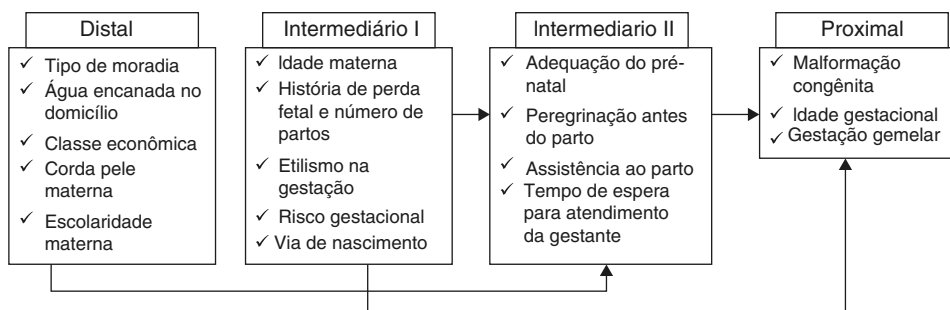 Distal
Tipo de moradia
Água encanada no
domicílio
Classe econômica
Corda pele
materna
Escolaridade
materna
Intermediário I
Idade materna
História de perda
fetal e número de
partos
Etilismo na
gestação
Risco gestacional
Via de nascimento
Intermediario II
Adequação do pré-
natal
Peregrinação antes
do parto
Assistência ao parto
Tempo de espera
para atendimento
da gestante
Proximal
Malformação
congênita
Idade gestacional
Gestação gemelar